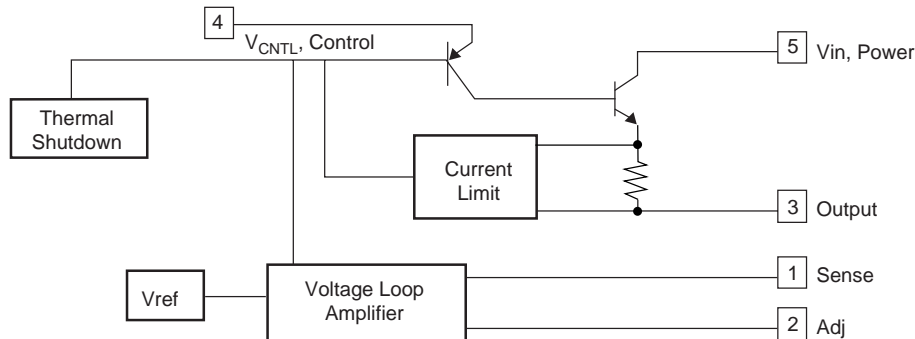 4
V_CNTL, Control
5 Vin, Power
Thermal
Shutdown
Current
Limit
3 Output
1 Sense
Voltage Loop
Amplifier
Vref
2 Adj